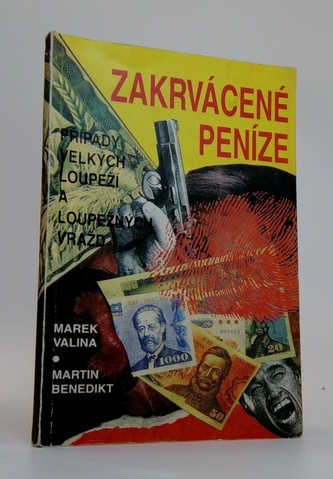 ZAKRVÁCENÉ
PENÍZE
PŘÍPADY
VELKÝCH
LOUPEŽÍ
A
LOUPEŽNÝCH
VRAŽD
MAREK
VALINA
•
MARTIN
BENEDIKT
1000
50
20